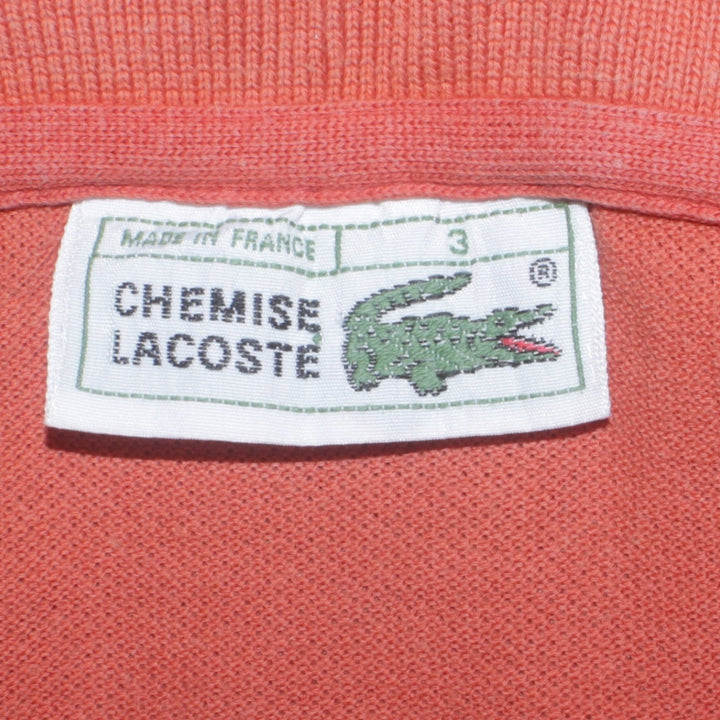 MADE IN FRANCE 3
®
CHEMISE
LACOSTE